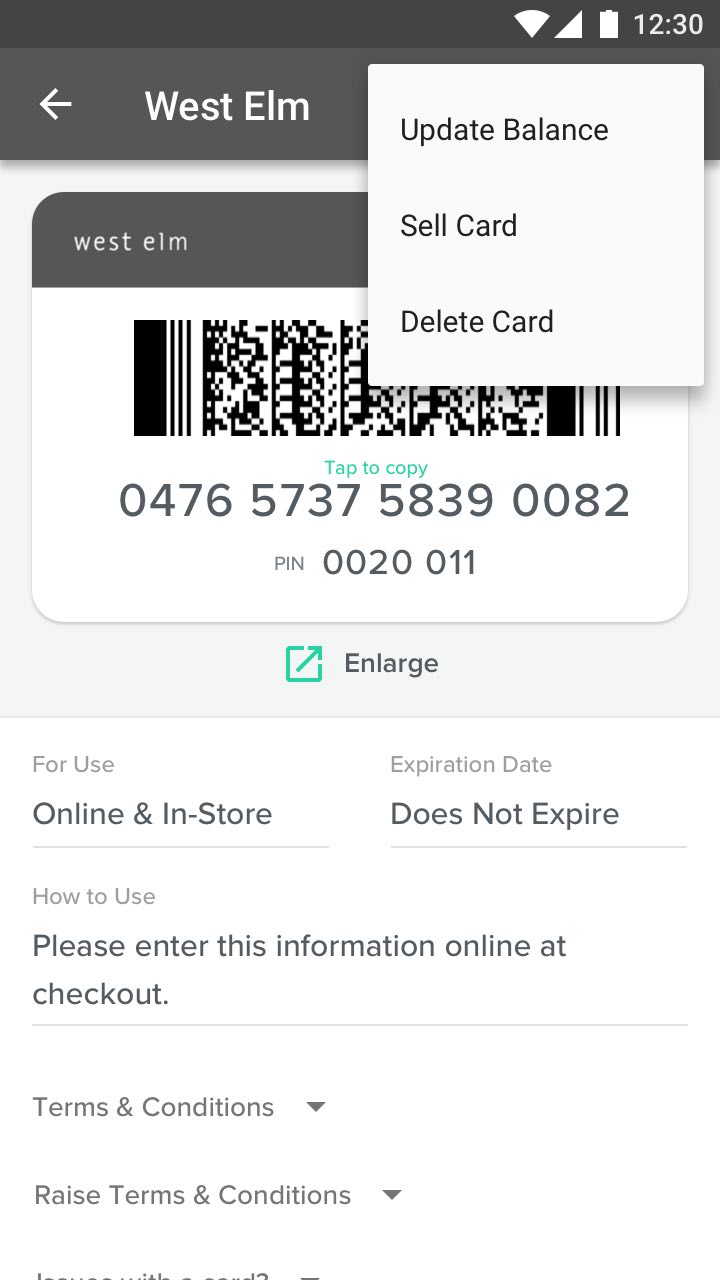 12:30
West Elm
Update Balance
Sell Card
Delete Card
west elm
Tap to copy
0476 5737 5839 0082
PIN 0020 011
Enlarge
For Use
Expiration Date
Online & In-Store
Does Not Expire
How to Use
Please enter this information online at
checkout.
Terms & Conditions
Raise Terms & Conditions
Issues with a card?